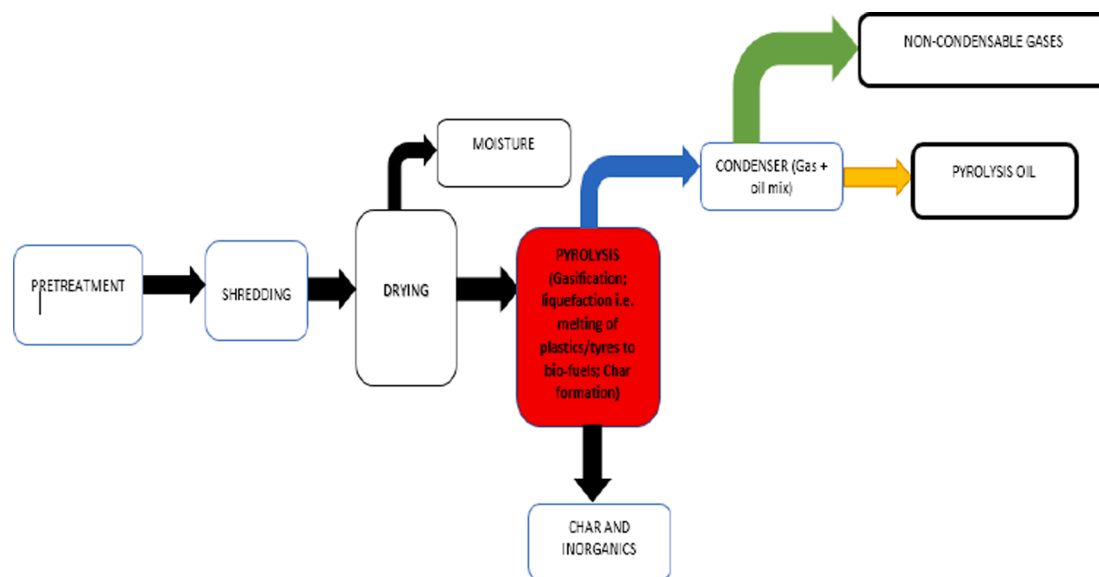 NON-CONDENSABLE GASES
MOISTURE
CONDENSER (Gas +
oil mix)
PYROLYSIS OIL
PRETREATMENT
SHREDDING
DRYING
PYROLYSIS
(Gasification;
liquefaction i.e.
melting of
plastics/tyres to
bio-fuels; Char
formation)
CHAR AND
INORGANICS